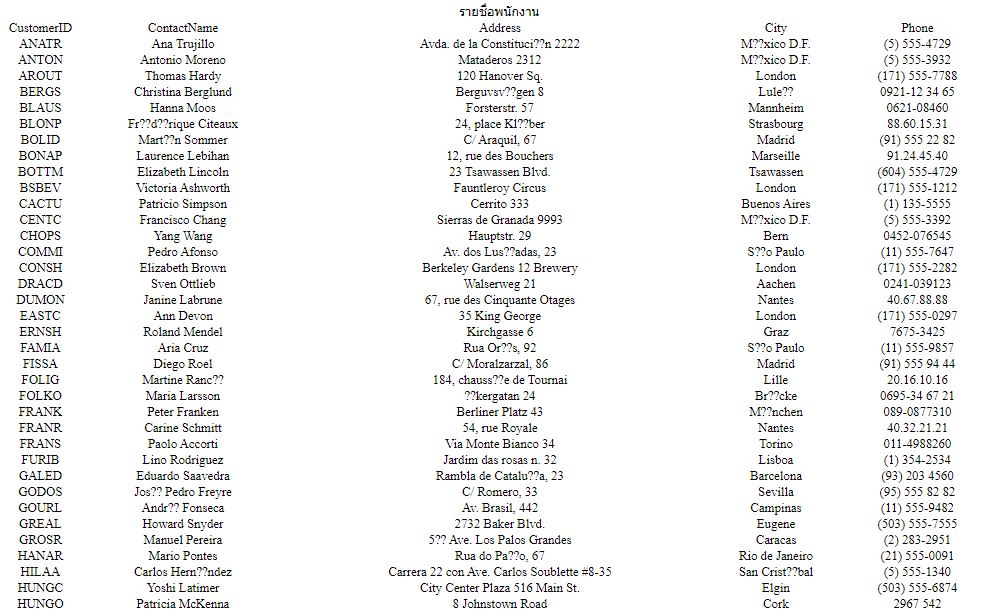 รายชื่อพนักงาน
CustomerID ContactName Address City Phone
ANATR Ana Trujillo Avda. de la Constituci??n 2222 M??xico D.F. (5) 555-4729
ANTON Antonio Moreno Mataderos 2312 M??xico D.F. (5) 555-3932
AROUT Thomas Hardy 120 Hanover Sq. London (171) 555-7788
BERGS Christina Berglund Berguvsv??gen 8 Lule?? 0921-12 34 65
BLAUS Hanna Moos Forsterstr. 57 Mannheim 0621-08460
BLONP Fr??d??rique Citeaux 24, place Kl??ber Strasbourg 88.60.15.31
BOLID Mart??n Sommer C/ Araquil, 67 Madrid (91) 555 22 82
BONAP Laurence Lebihan 12, rue des Bouchers Marseille 91.24.45.40
BOTTM Elizabeth Lincoln 23 Tsawassen Blvd. Tsawassen (604) 555-4729
BSBEV Victoria Ashworth Fauntleroy Circus London (171) 555-1212
CACTU Patricio Simpson Cerrito 333 Buenos Aires (1) 135-5555
CENTC Francisco Chang Sierras de Granada 9993 M??xico D.F. (5) 555-3392
CHOPS Yang Wang Hauptstr. 29 Bern 0452-076545
COMMI Pedro Afonso Av. dos Lus??adas, 23 S??o Paulo (11) 555-7647
CONSH Elizabeth Brown Berkeley Gardens 12 Brewery London (171) 555-2282
DRACD Sven Ottlieb Walserweg 21 Aachen 0241-039123
DUMON Janine Labrune 67, rue des Cinquante Otages Nantes 40.67.88.88
EASTC Ann Devon 35 King George London (171) 555-0297
ERNSH Roland Mendel Kirchgasse 6 Graz 7675-3425
FAMIA Aria Cruz Rua Or??s, 92 S??o Paulo (11) 555-9857
FISSA Diego Roel C/ Moralzarzal, 86 Madrid (91) 555 94 44
FOLIG Martine Ranc?? 184, chauss??e de Tournai Lille 20.16.10.16
FOLKO Maria Larsson ??kergatan 24 Br??cke 0695-34 67 21
FRANK Peter Franken Berliner Platz 43 M??nchen 089-0877310
FRANR Carine Schmitt 54, rue Royale Nantes 40.32.21.21
FRANS Paolo Accorti Via Monte Bianco 34 Torino 011-4988260
FURIB Lino Rodriguez Jardim das rosas n. 32 Lisboa (1) 354-2534
GALED Eduardo Saavedra Rambla de Catalu??a, 23 Barcelona (93) 203 4560
GODOS Jos?? Pedro Freyre C/ Romero, 33 Sevilla (95) 555 82 82
GOURL Andr?? Fonseca Av. Brasil, 442 Campinas (11) 555-9482
GREAL Howard Snyder 2732 Baker Blvd. Eugene (503) 555-7555
GROSR Manuel Pereira 5?? Ave. Los Palos Grandes Caracas (2) 283-2951
HANAR Mario Pontes Rua do Pa??o, 67 Rio de Janeiro (21) 555-0091
HILAA Carlos Hern??ndez Carrera 22 con Ave. Carlos Soublette #8-35 San Crist??bal (5) 555-1340
HUNGC Yoshi Latimer City Center Plaza 516 Main St. Elgin (503) 555-6874
HUNGO Patricia McKenna 8 Johnstown Road Cork 2967 542